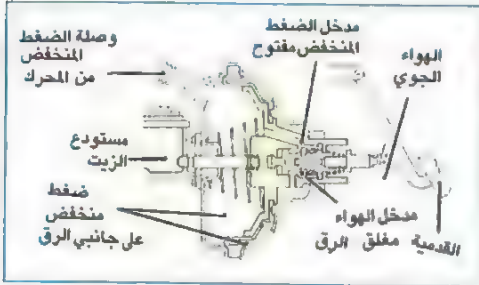 وصلة الضغط
المنخفض
من المحرك
مدخل الضغط
المنخفض مفتوح
الهواء
الجوي
مستودع
الزيت
ضغط
منخفض
على جانبي الرق
مدخل الهواء
مغلق الرق
القدمية